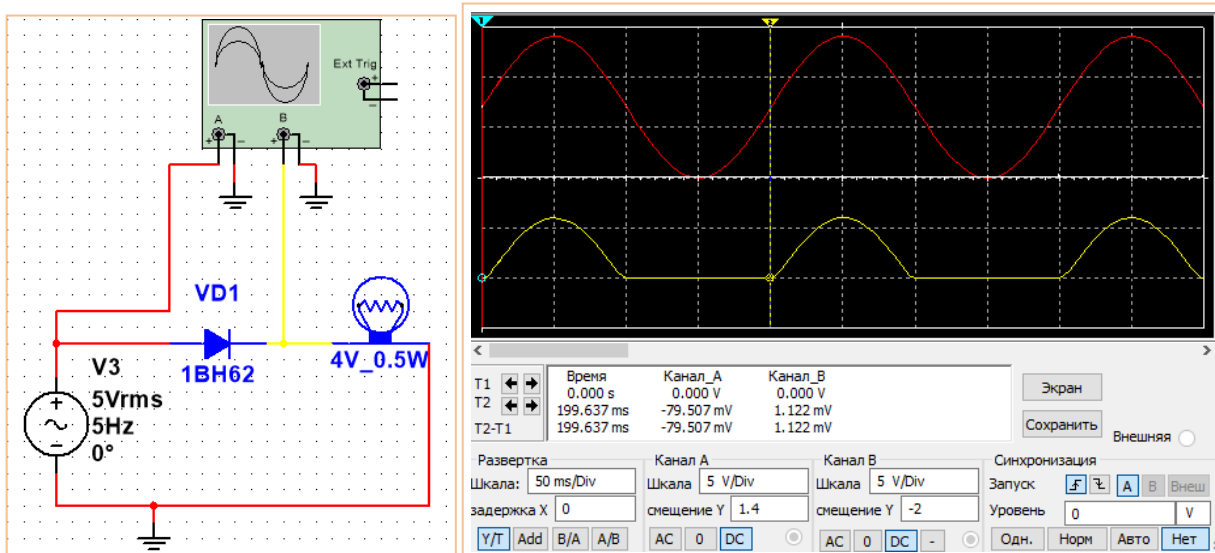 Ext Trig
+
−
A
B
+ − + −
VD1
1BH62
4V_0.5W
V3
5Vrms
5Hz
0°
+
−
1
2
Время Канал_A Канал_B
T1 0.000 s 0.000 V 0.000 V
T2 199.637 ms -79.507 mV 1.122 mV
T2-T1 199.637 ms -79.507 mV 1.122 mV
Экран
Сохранить
Внешняя
Развертка
Шкала: 50 ms/Div
задержка X 0
Y/T Add B/A A/B
Канал A
Шкала 5 V/Div
смещение Y 1.4
AC 0 DC
Канал B
Шкала 5 V/Div
смещение Y -2
AC 0 DC -
Синхронизация
Запуск A B Внеш
Уровень 0 V
Одн. Норм Авто Нет